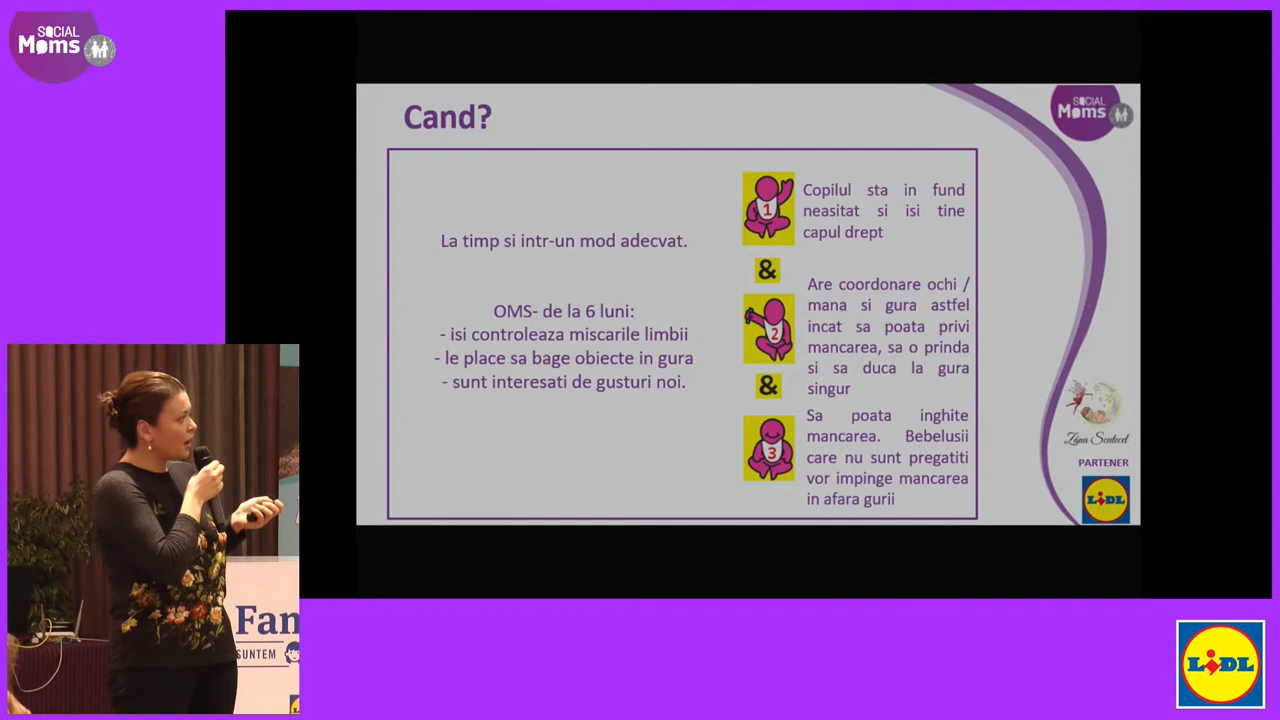 SOCIAL
Moms
Cand?
La timp si intr-un mod adecvat.
OMS- de la 6 luni:
- isi controleaza miscarile limbii
- le place sa bage obiecte in gura
- sunt interesati de gusturi noi.
1
Copilul sta in fund
neasitat si isi tine
capul drept
&
2
Are coordonare ochi /
mana si gura astfel
incat sa poata privi
mancarea, sa o prinda
si sa duca la gura
singur
&
3
Sa poata inghite
mancarea. Bebelusii
care nu sunt pregatiti
vor impinge mancarea
in afara gurii
SOCIAL
Moms
Zâna Scutecel
PARTENER
LIDL
Fam
SUNTEM
LIDL